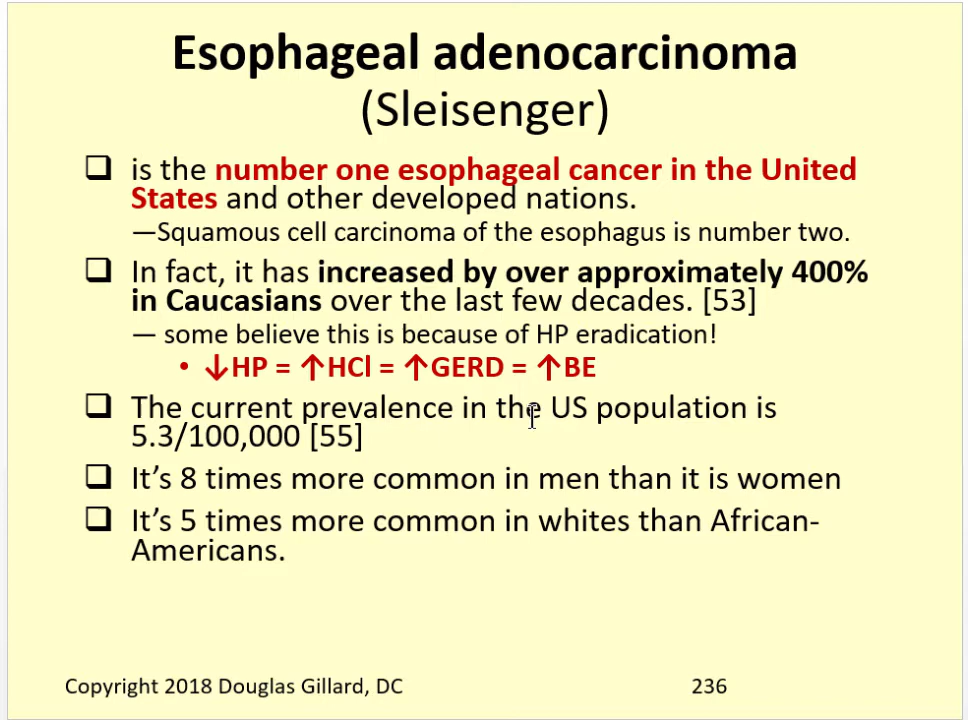 Esophageal adenocarcinoma
(Sleisenger)
❑ is the number one esophageal cancer in the United
States and other developed nations.
—Squamous cell carcinoma of the esophagus is number two.
❑ In fact, it has increased by over approximately 400%
in Caucasians over the last few decades. [53]
— some believe this is because of HP eradication!
• ↓HP = ↑HCl = ↑GERD = ↑BE
❑ The current prevalence in the US population is
5.3/100,000 [55]
❑ It’s 8 times more common in men than it is women
❑ It’s 5 times more common in whites than African-
Americans.
Copyright 2018 Douglas Gillard, DC 236